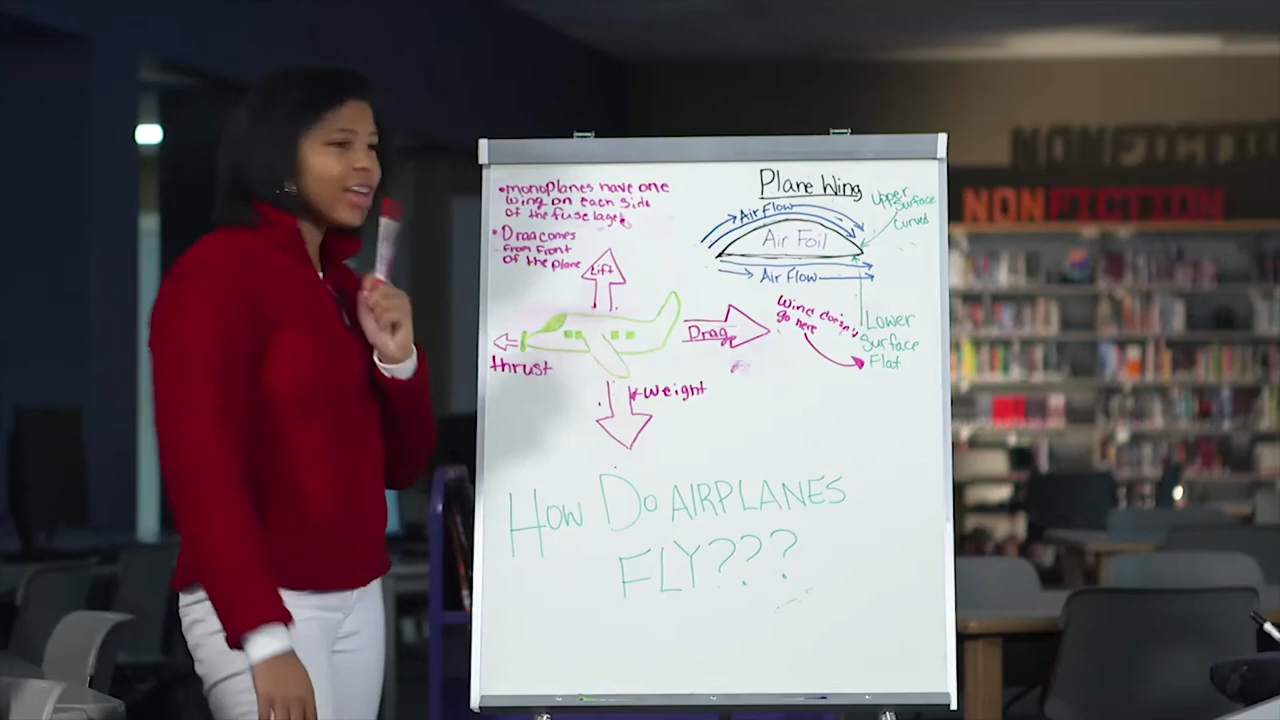 •monoplanes have one
wing on each side
of the fuselage
• Drag comes
from front
of the plane
Lift
thrust
Drag
Weight
Plane Wing
Air Flow
Air Foil
Air Flow
Upper
Surface
Curved
Wind doesn't
go here
Lower
Surface
Flat
HOW DO AIRPLANES
FLY???
NONFICTION
NONFICTION